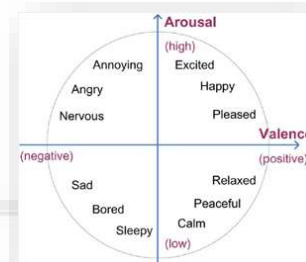 Arousal
(high)
Annoying Excited
Angry Happy
Nervous Pleased
Valence
(negative) (positive)
Sad Relaxed
Bored Peaceful
Sleepy Calm
(low)